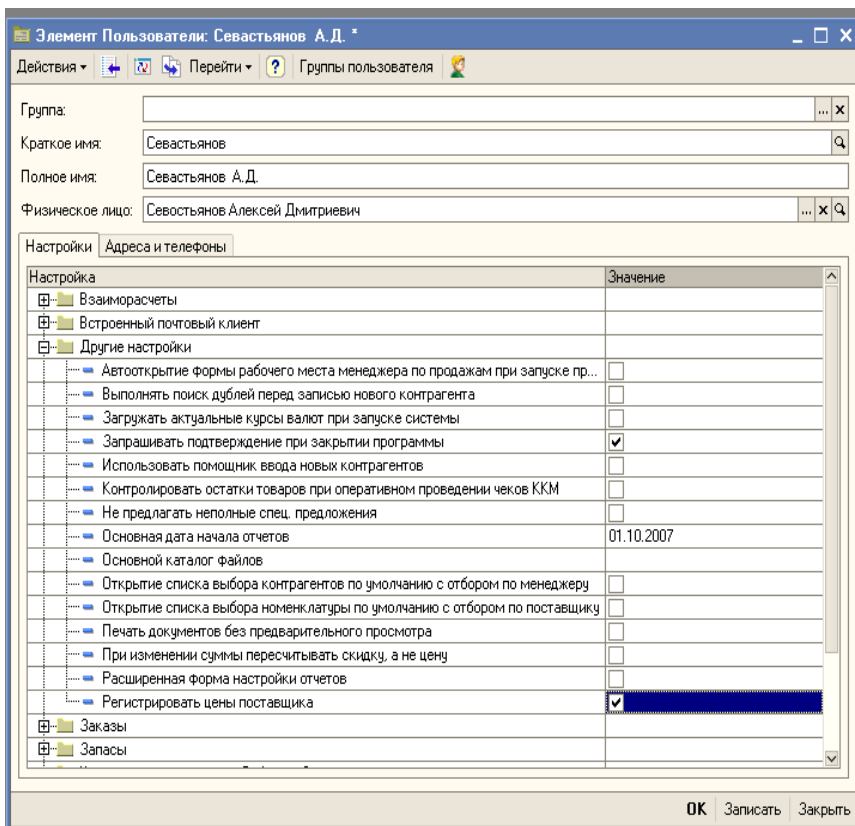 Элемент Пользователи: Севастьянов А.Д. *
Действия Перейти ? Группы пользователя
Группа: ... x
Краткое имя: Севастьянов
Полное имя: Севастьянов А.Д.
Физическое лицо: Севостьянов Алексей Дмитриевич ... x
Настройки Адреса и телефоны
Настройка Значение
Взаиморасчеты
Встроенный почтовый клиент
Другие настройки
Автооткрытие формы рабочего места менеджера по продажам при запуске пр...
Выполнять поиск дублей перед записью нового контрагента
Загружать актуальные курсы валют при запуске системы
Запрашивать подтверждение при закрытии программы
Использовать помощник ввода новых контрагентов
Контролировать остатки товаров при оперативном проведении чеков ККМ
Не предлагать неполные спец. предложения
Основная дата начала отчетов 01.10.2007
Основной каталог файлов
Открытие списка выбора контрагентов по умолчанию с отбором по менеджеру
Открытие списка выбора номенклатуры по умолчанию с отбором по поставщику
Печать документов без предварительного просмотра
При изменении суммы пересчитывать скидку, а не цену
Расширенная форма настройки отчетов
Регистрировать цены поставщика
Заказы
Запасы
OK Записать Закрыть